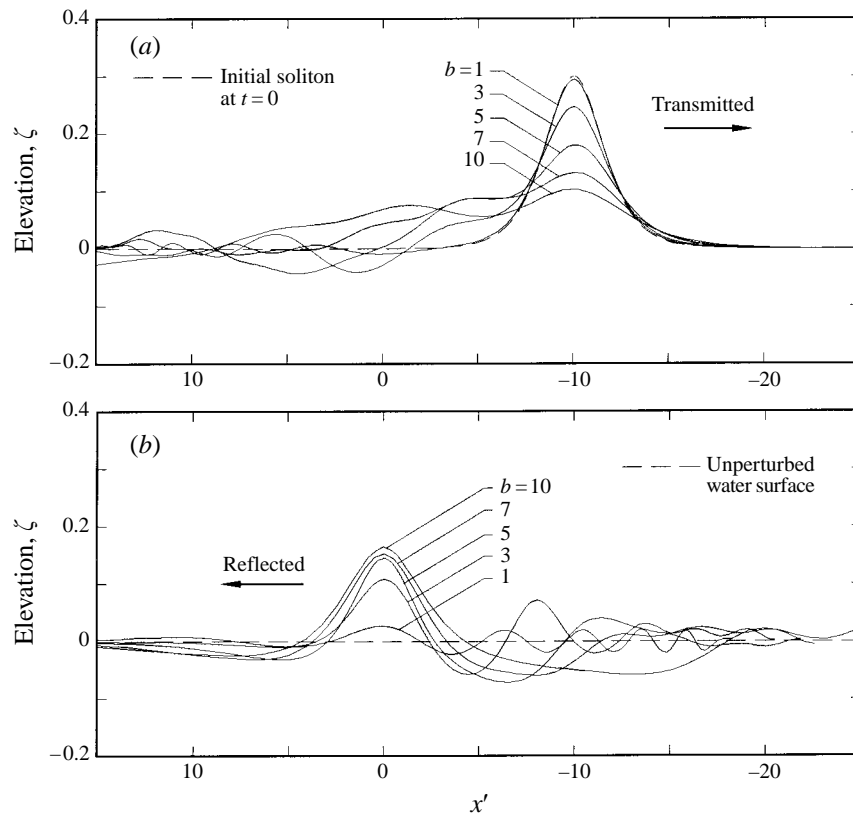 0.4
(a)
Initial soliton
at t = 0
b = 1
3
5
7
10
Transmitted
0.2
Elevation, ζ
0
−0.2
10
0
−10
−20
0.4
(b)
b = 10
7
5
3
1
Unperturbed
water surface
Reflected
0.2
Elevation, ζ
0
−0.2
10
0
−10
−20
x′